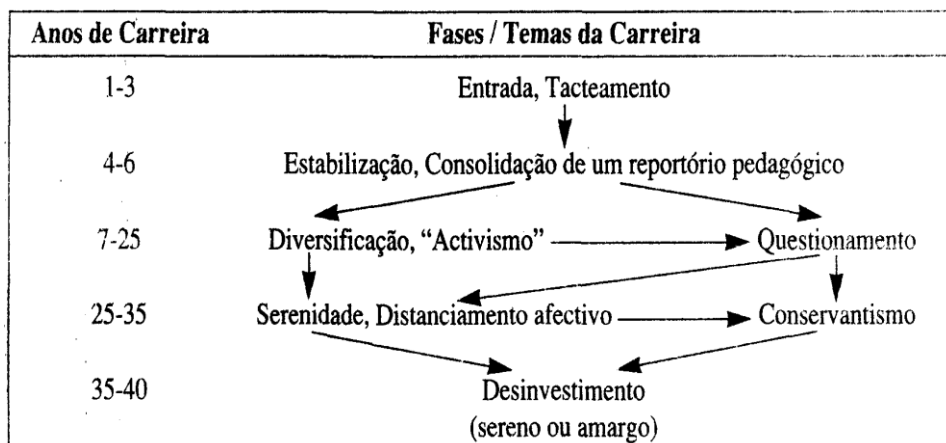 Anos de Carreira Fases / Temas da Carreira
1-3 Entrada, Tacteamento
4-6 Estabilização, Consolidação de um reportório pedagógico
7-25 Diversificação, “Activismo” Questionamento
25-35 Serenidade, Distanciamento afectivo Conservantismo
35-40 Desinvestimento
(sereno ou amargo)